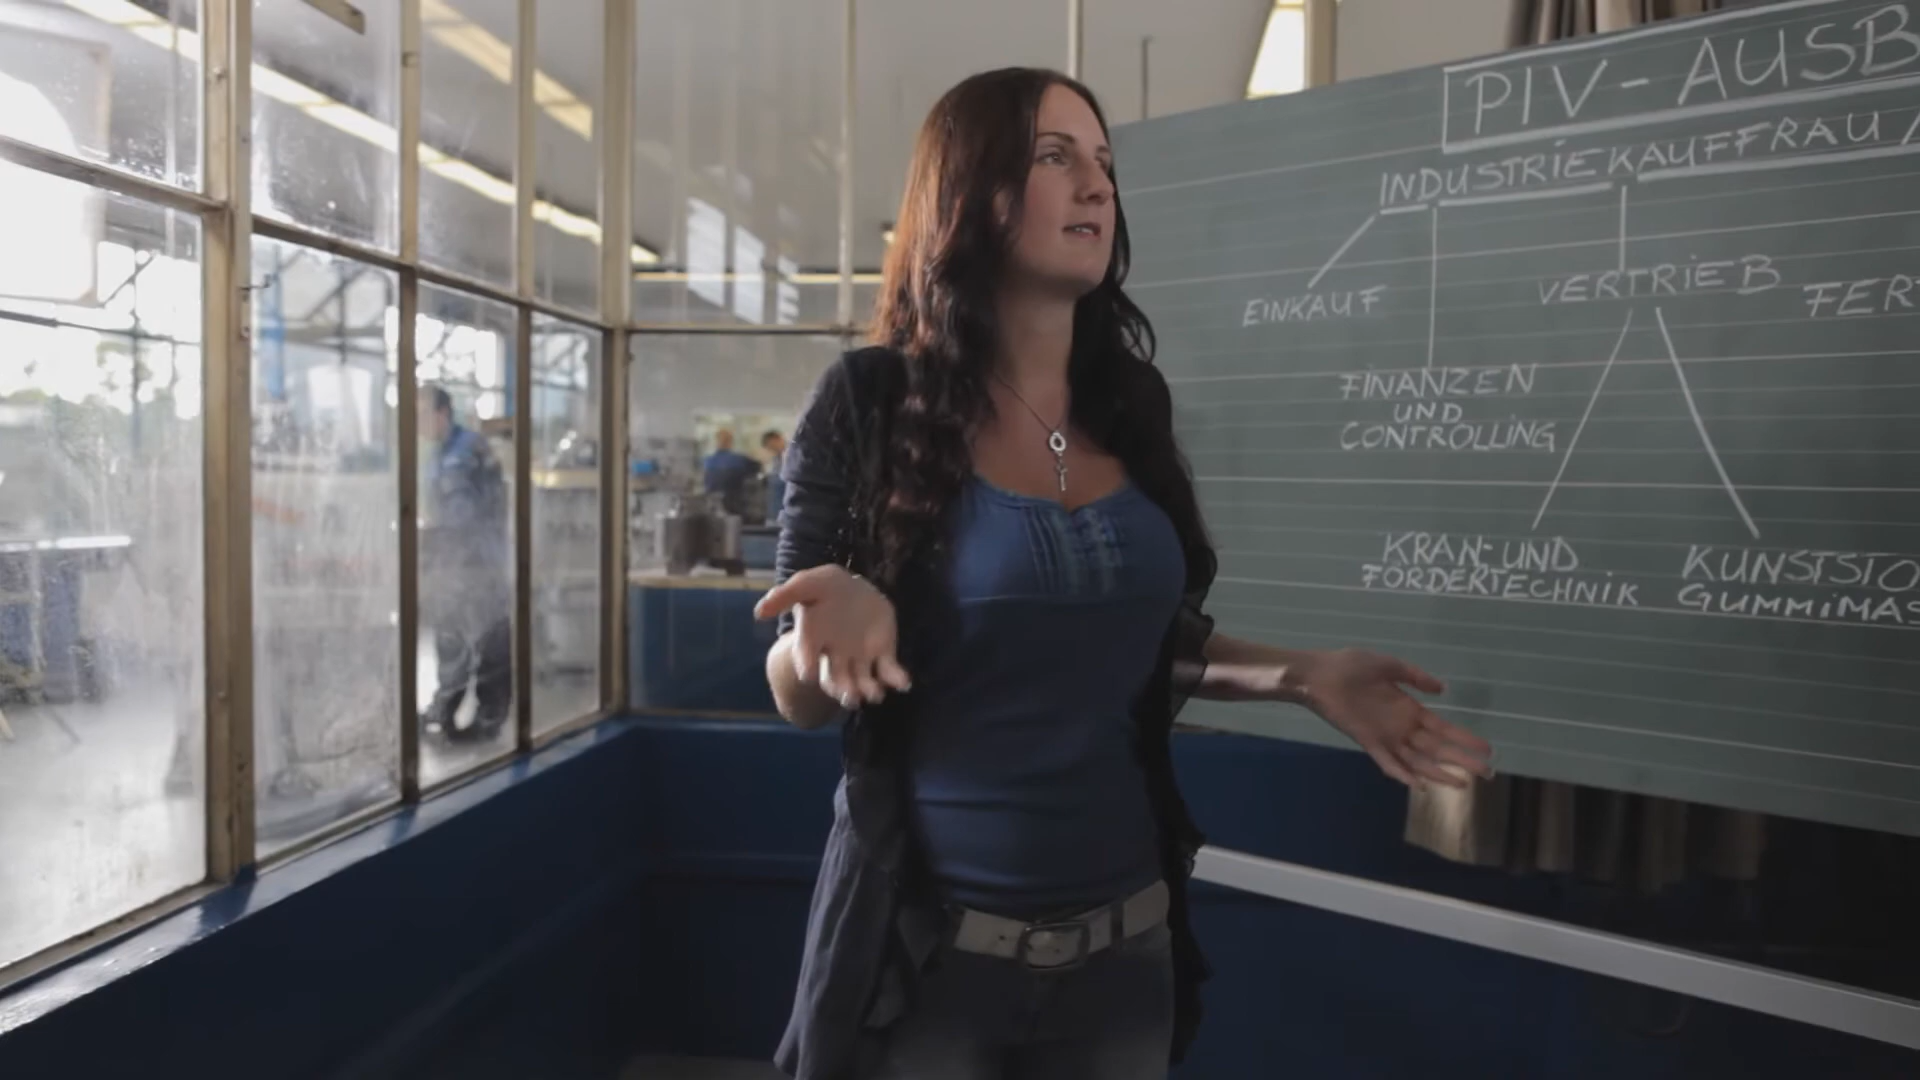 PIV-AUSB
INDUSTRIEKAUFFRAU /
EINKAUF
VERTRIEB
FERT
FINANZEN
UND
CONTROLLING
KRAN- UND
FÖRDERTECHNIK
KUNSTSTO
GUMMIMAS